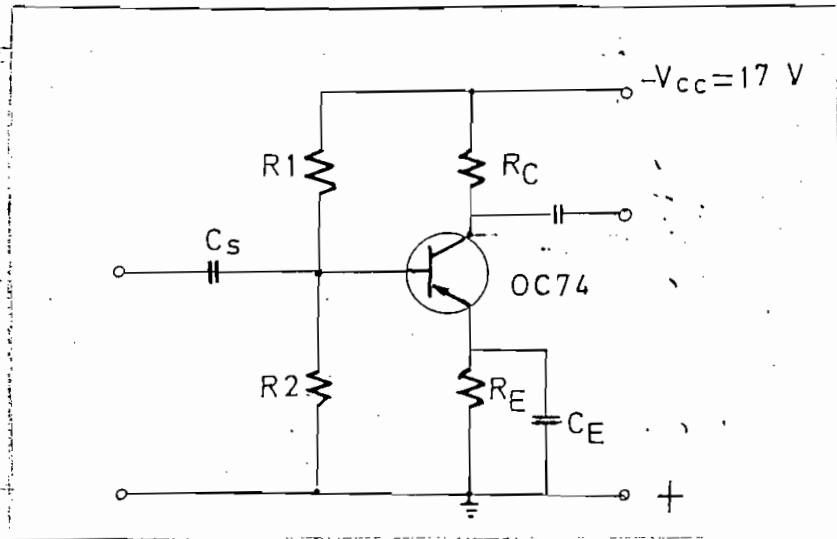 -Vcc=17 V
R1
RC
Cs
OC74
R2
RE
CE
+